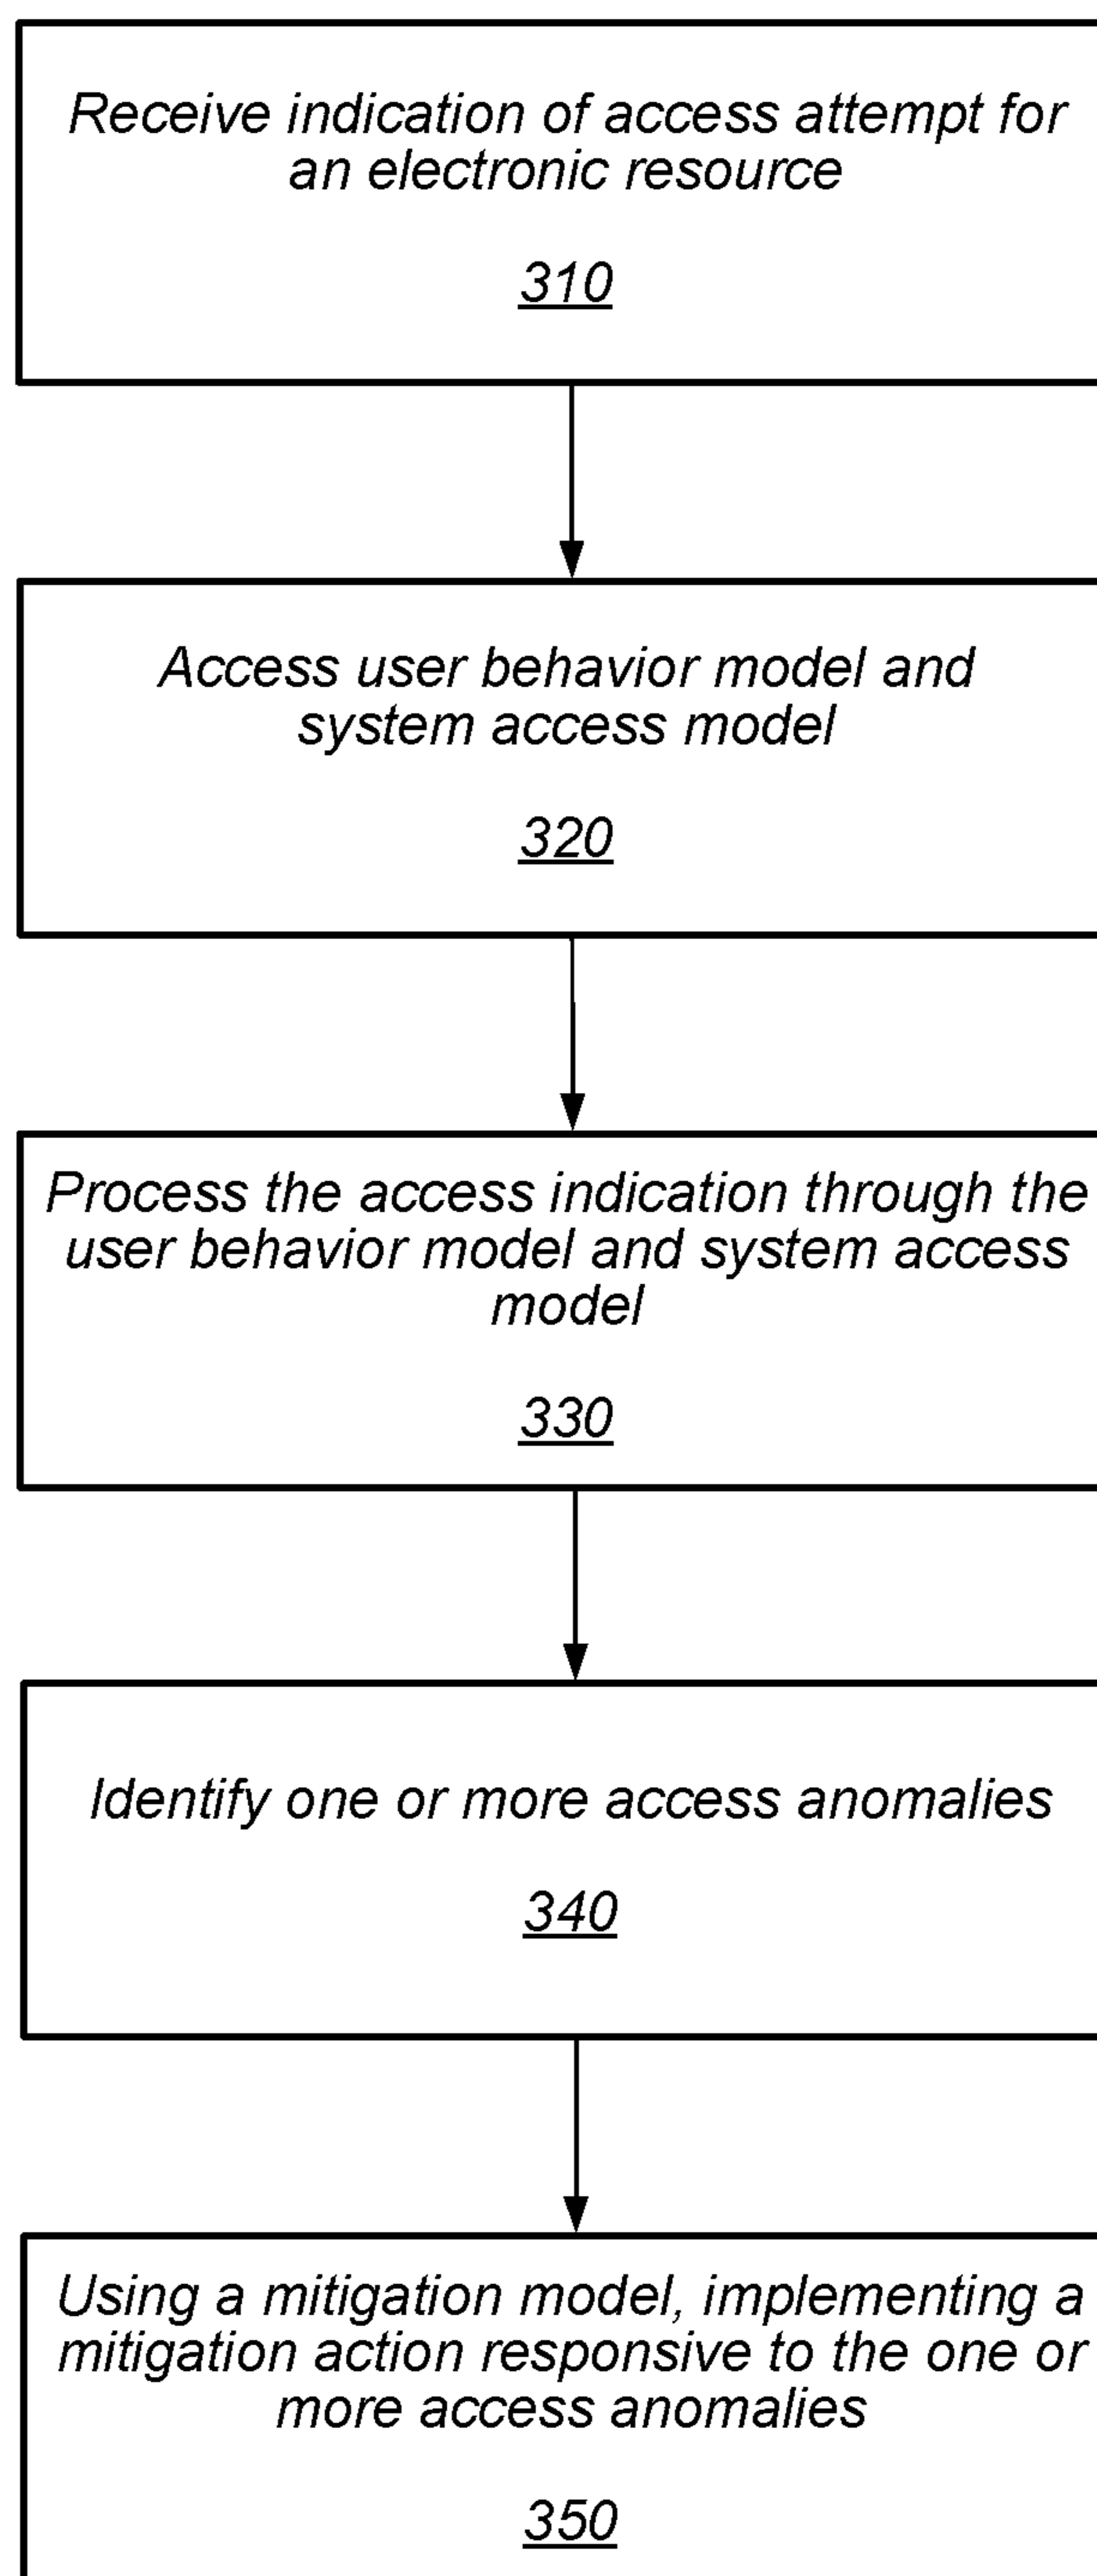 Receive indication of access attempt for
an electronic resource
310
Access user behavior model and
system access model
320
Process the access indication through the
user behavior model and system access
model
330
Identify one or more access anomalies
340
Using a mitigation model, implementing a
mitigation action responsive to the one or
more access anomalies
350